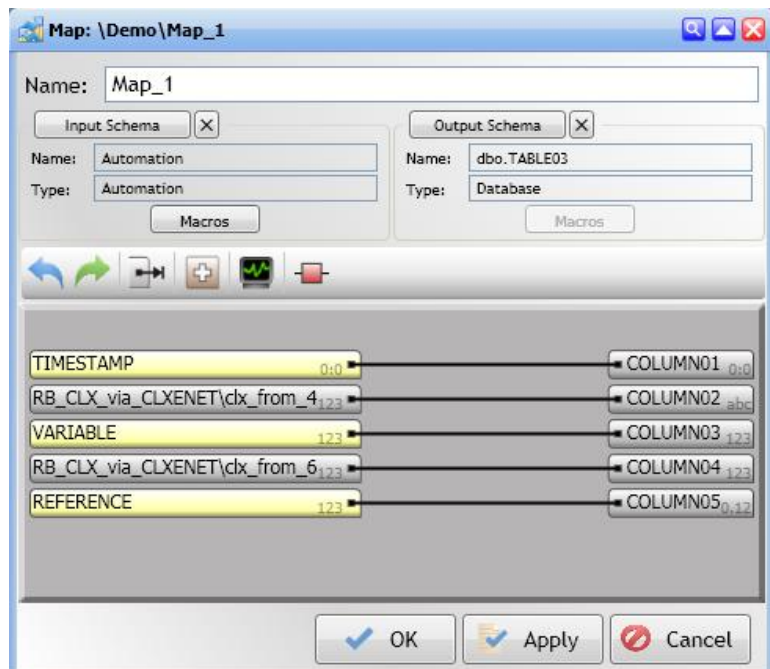 Map: \Demo\Map_1
Name: Map_1
Input Schema
Output Schema
Name: Automation
Name: dbo.TABLE03
Type: Automation
Type: Database
Macros
Macros
TIMESTAMP 0:0 COLUMN01 0:0
RB_CLX_via_CLXENET\clx_from_4 123 COLUMN02 abc
VARIABLE 123 COLUMN03 123
RB_CLX_via_CLXENET\clx_from_6 123 COLUMN04 123
REFERENCE 123 COLUMN05 0.12
OK Apply Cancel